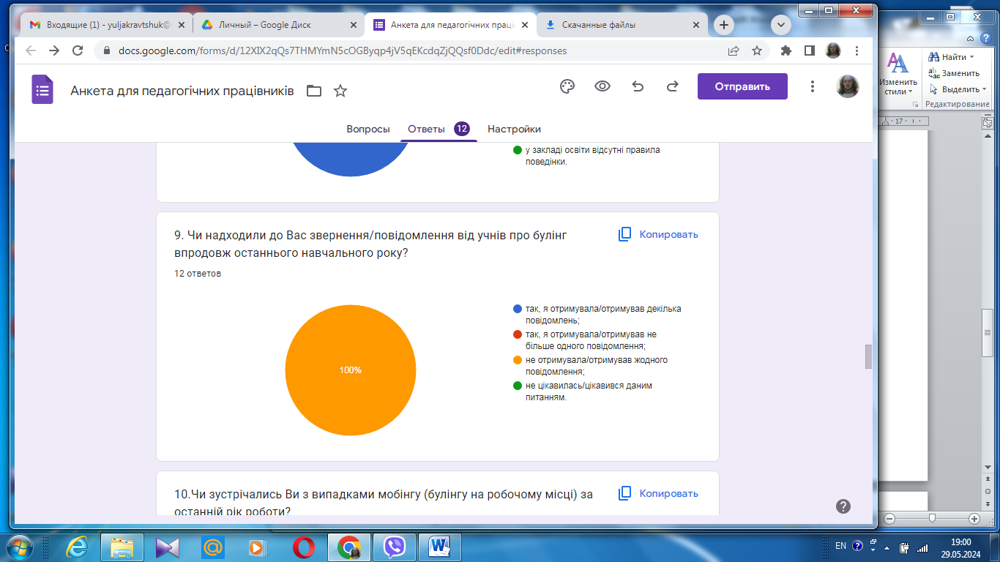 Входящие (1) - yuljakravtshuk@
Личный – Google Диск
Анкета для педагогічних праці
Скачанные файлы
docs.google.com/forms/d/12XIX2qQs7THMYmN5cOGByqp4jV5qEKcdqZjQQsf0Ddc/edit#responses
Найти
Заменить
Изменить стили
Выделить
Редактирование
17
Анкета для педагогічних працівників
Отправить
Вопросы
Ответы 12
Настройки
у закладі освіти відсутні правила
поведінки.
9. Чи надходили до Вас звернення/повідомлення від учнів про булінг
впродовж останнього навчального року?
Копировать
12 ответов
100%
так, я отримувала/отримував декілька
повідомлень;
так, я отримувала/отримував не
більше одного повідомлення;
не отримувала/отримував жодного
повідомлення;
не цікавилась/цікавився даним
питанням.
10.Чи зустрічались Ви з випадками мобінгу (булінгу на робочому місці) за
останній рік роботи?
Копировать
EN
19:00
29.05.2024